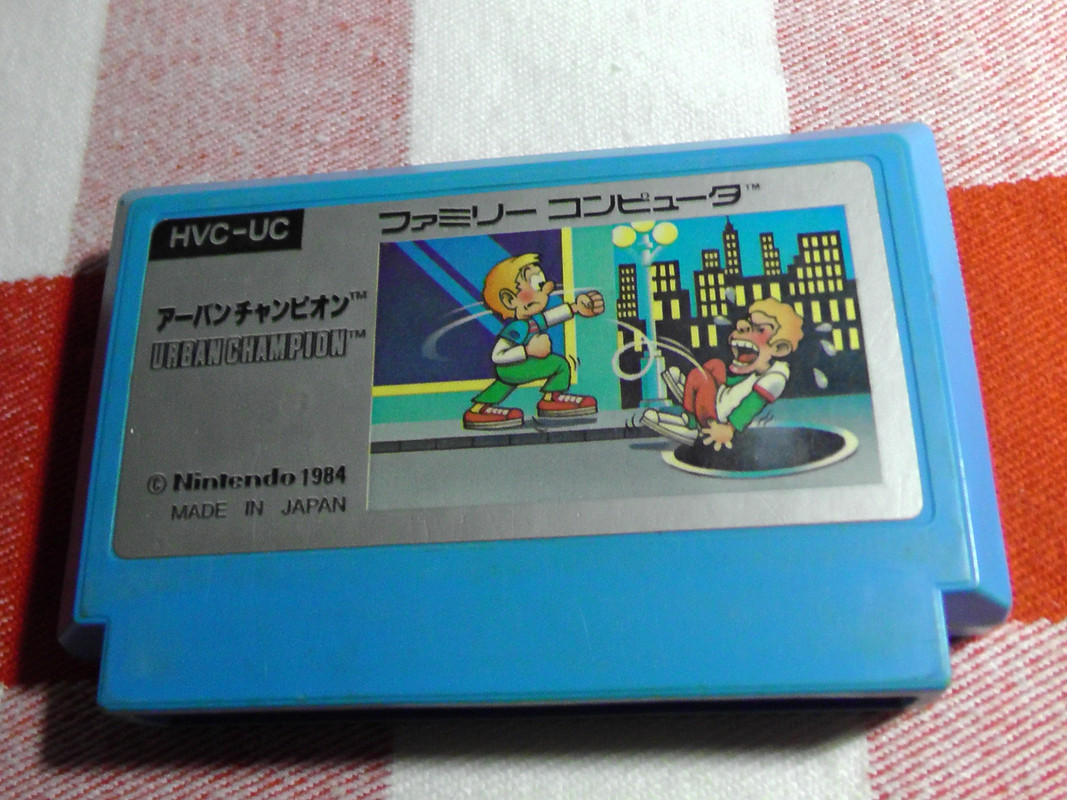 HVC-UC
ファミリー コンピュータ™
アーバンチャンピオン™
URBAN CHAMPION™
© Nintendo 1984
MADE IN JAPAN